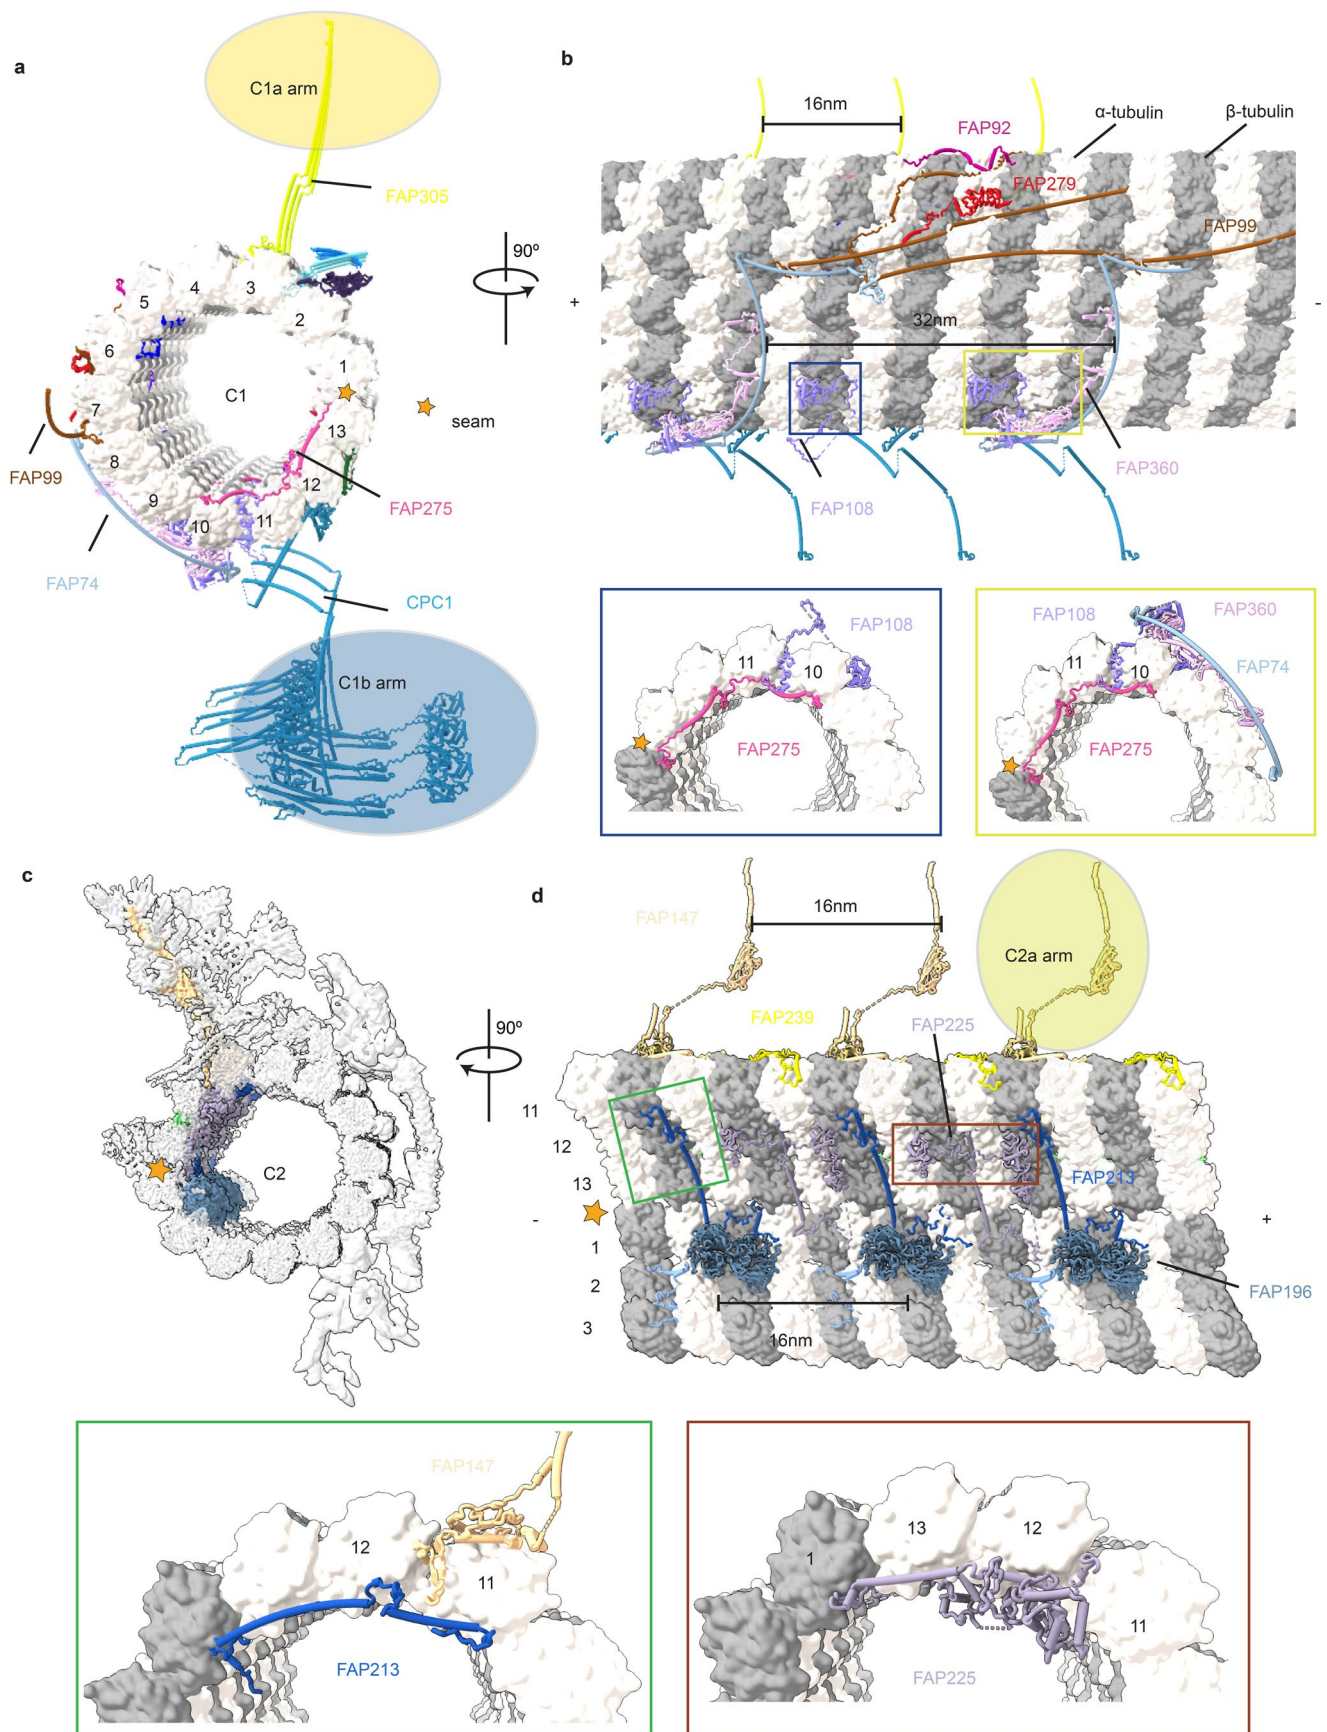 a
C1a arm
FAP305
90º
5
4
3
2
6
1
C1
seam
7
13
8
FAP99
12
9
FAP275
10
11
FAP74
CPC1
C1b arm
b
16nm
FAP92
α-tubulin
β-tubulin
FAP279
FAP99
+
-
32nm
FAP360
FAP108
FAP108
11
10
FAP275
FAP108
FAP360
11
10
FAP74
FAP275
c
90º
C2
d
FAP147
16nm
C2a arm
FAP239
FAP225
11
12
13
FAP213
-
+
1
2
FAP196
3
16nm
FAP147
12
11
FAP213
13
12
1
11
FAP225